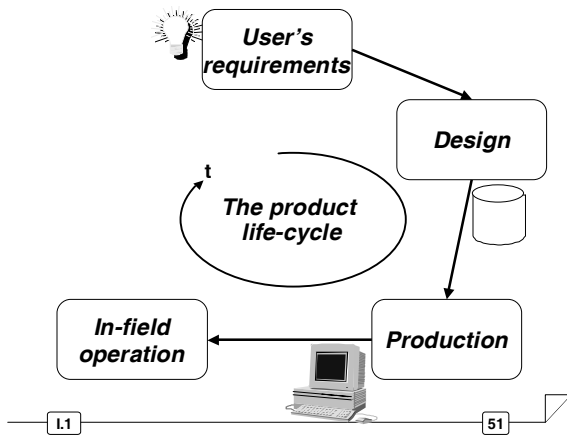 User's
requirements
Design
t
The product
life-cycle
In-field
operation
Production
I.1
51